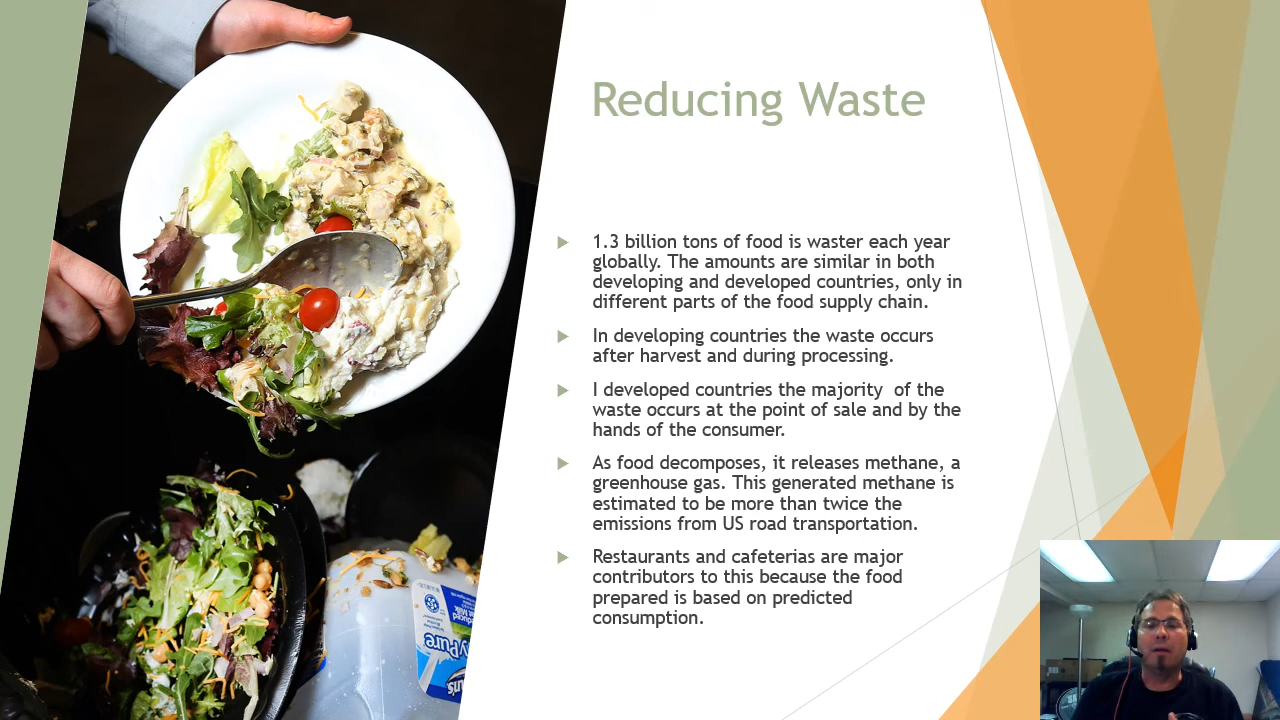 Reducing Waste
1.3 billion tons of food is waster each year
globally. The amounts are similar in both
developing and developed countries, only in
different parts of the food supply chain.
In developing countries the waste occurs
after harvest and during processing.
I developed countries the majority  of the
waste occurs at the point of sale and by the
hands of the consumer.
As food decomposes, it releases methane, a
greenhouse gas. This generated methane is
estimated to be more than twice the
emissions from US road transportation.
Restaurants and cafeterias are major
contributors to this because the food
prepared is based on predicted
consumption.
yPure